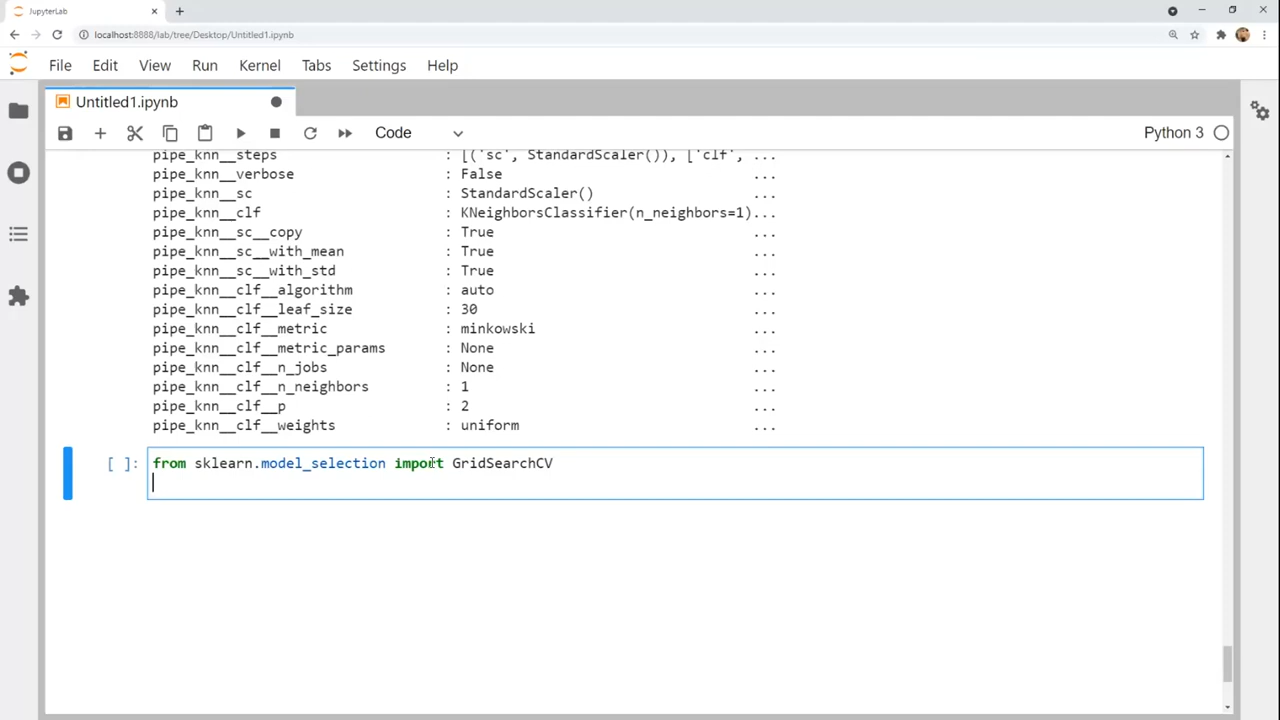 JupyterLab
localhost:8888/lab/tree/Desktop/Untitled1.ipynb
File Edit View Run Kernel Tabs Settings Help
Untitled1.ipynb
Code Python 3
pipe_knn__steps : [('sc', StandardScaler()), ['clf', ...
pipe_knn__verbose : False ...
pipe_knn__sc : StandardScaler() ...
pipe_knn__clf : KNeighborsClassifier(n_neighbors=1)...
pipe_knn__sc__copy : True ...
pipe_knn__sc__with_mean : True ...
pipe_knn__sc__with_std : True ...
pipe_knn__clf__algorithm : auto ...
pipe_knn__clf__leaf_size : 30 ...
pipe_knn__clf__metric : minkowski ...
pipe_knn__clf__metric_params : None ...
pipe_knn__clf__n_jobs : None ...
pipe_knn__clf__n_neighbors : 1 ...
pipe_knn__clf__p : 2 ...
pipe_knn__clf__weights : uniform ...
[ ]: from sklearn.model_selection import GridSearchCV